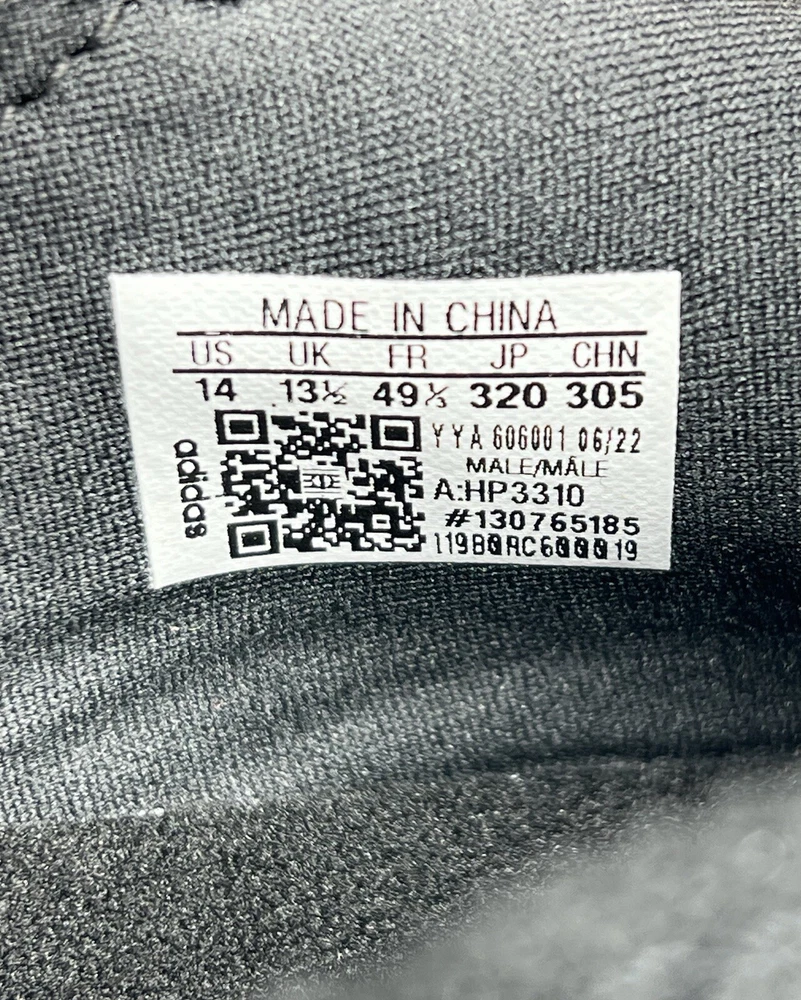 MADE IN CHINA
US UK FR JP CHN
14 13½ 49⅓ 320 305
adidas
YYA 606001 06/22
MALE/MÂLE
A:HP3310
#130765185
119B0RC6000019